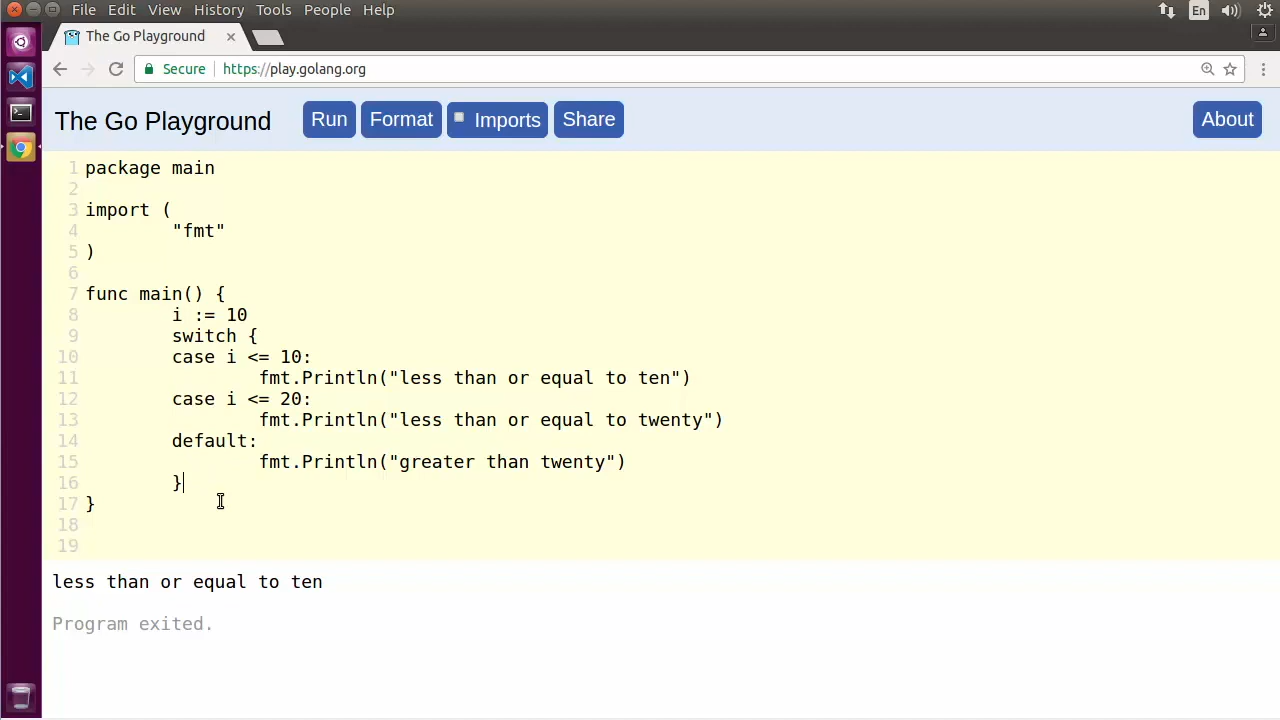 File Edit View History Tools People Help
En
The Go Playground
Secure https://play.golang.org
The Go Playground Run Format Imports Share About
1 package main
2
3 import (
4 "fmt"
5 )
6
7 func main() {
8 i := 10
9 switch {
10 case i <= 10:
11 fmt.Println("less than or equal to ten")
12 case i <= 20:
13 fmt.Println("less than or equal to twenty")
14 default:
15 fmt.Println("greater than twenty")
16 }
17 }
18
19
less than or equal to ten
Program exited.